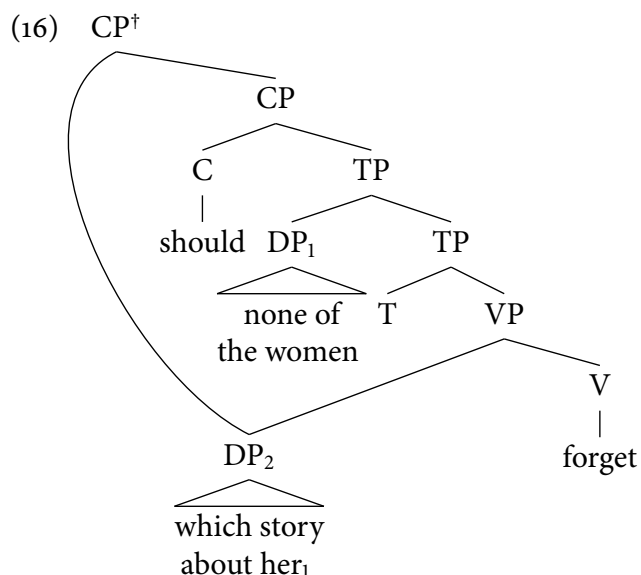 (16) CP†
CP
C TP
should DP₁ TP
none of T VP
the women
V
DP₂ forget
which story
about her₁